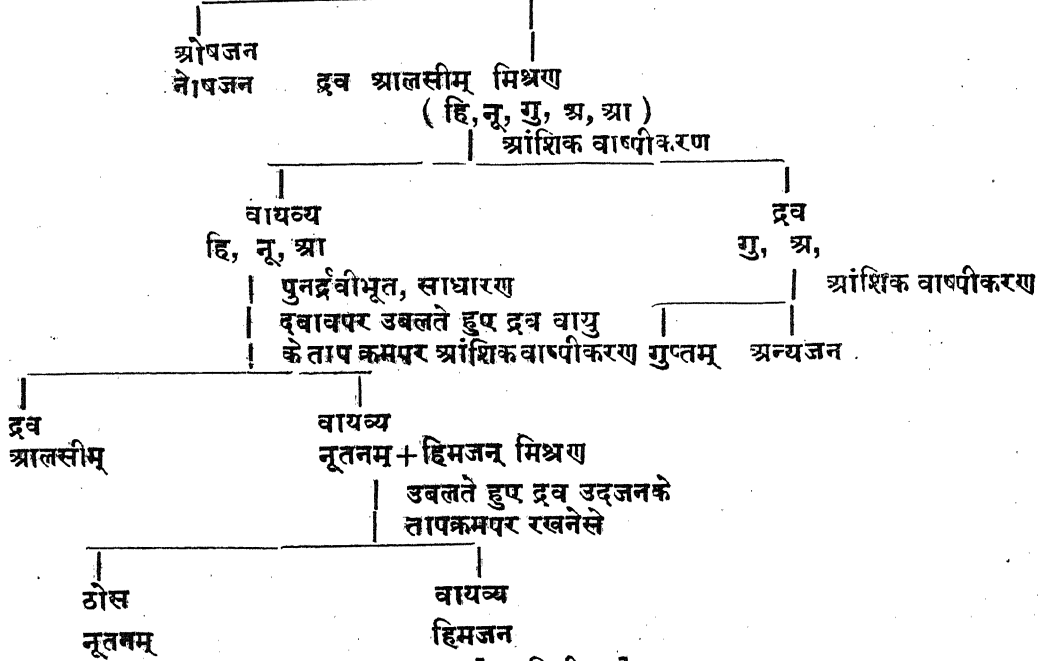 ओषजन
नोषजन द्रव आलसीम् मिश्रण
( हि, नू, गु, अ, आ )
आंशिक वाष्पीकरण
वायव्य द्रव
हि, नू, आ गु, अ,
पुनर्द्रवीभूत, साधारण आंशिक वाष्पीकरण
दबावपर उबलते हुए द्रव वायु
के ताप क्रमपर आंशिक वाष्पीकरण गुप्तम् अन्यजन
द्रव वायव्य
आलसीम् नूतनम् + हिमजन् मिश्रण
उबलते हुए द्रव उदजनके
तापक्रमपर रखनेसे
ठोस वायव्य
नूतनम् हिमजन